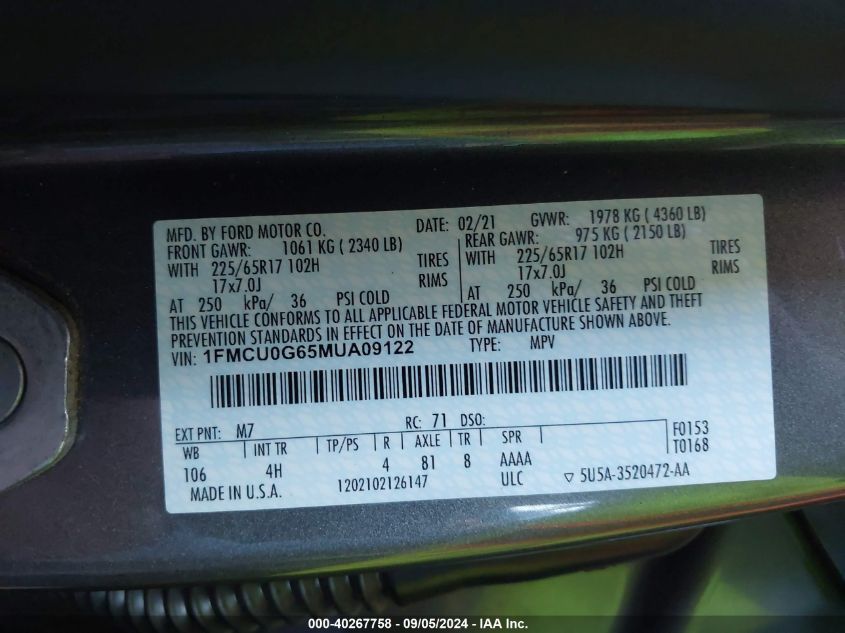 MFD. BY FORD MOTOR CO. DATE: 02/21 GVWR: 1978 KG ( 4360 LB)
FRONT GAWR: 1061 KG ( 2340 LB) REAR GAWR: 975 KG ( 2150 LB)
WITH 225/65R17 102H TIRES WITH 225/65R17 102H TIRES
17x7.0J RIMS 17x7.0J RIMS
AT 250 kPa/ 36 PSI COLD AT 250 kPa/ 36 PSI COLD
THIS VEHICLE CONFORMS TO ALL APPLICABLE FEDERAL MOTOR VEHICLE SAFETY AND THEFT
PREVENTION STANDARDS IN EFFECT ON THE DATE OF MANUFACTURE SHOWN ABOVE.
VIN: 1FMCU0G65MUA09122 TYPE: MPV
EXT PNT: M7 RC: 71 DSO: F0153
WB INT TR TP/PS R AXLE TR SPR T0168
106 4H 4 81 8 AAAA
MADE IN U.S.A. 1202102126147 ULC ▽ 5U5A-3520472-AA
000-40267758 - 09/05/2024 - IAA Inc.